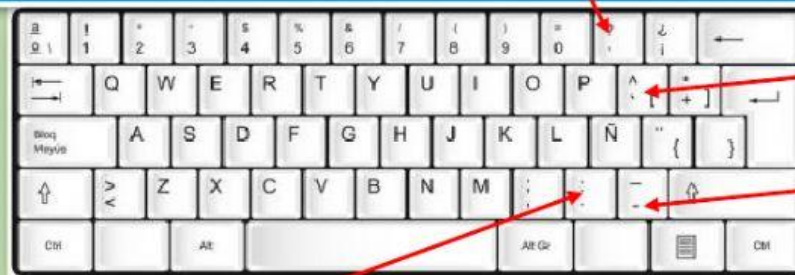 a ! " · $ % & / ( ) = ? ¿
º \ 1 2 3 4 5 6 7 8 9 0 ' ¡
Q W E R T Y U I O P ^ ` [ * + ]
Bloq Mayús A S D F G H J K L Ñ ¨ { }
> < Z X C V B N M ; , : . _ -
Ctrl Alt Alt Gr Ctrl